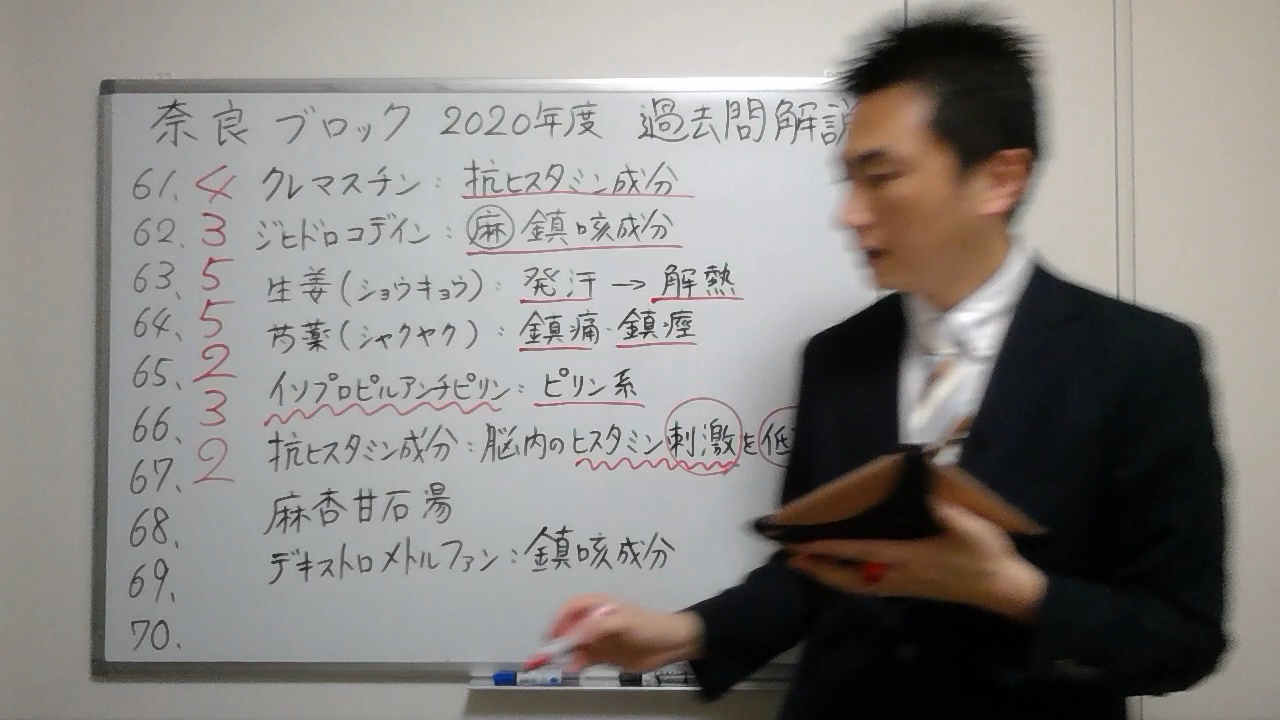 奈良 ブロック 2020年度 過去問解説
61. 4 クレマスチン: 抗ヒスタミン成分
62. 3 ジヒドロコデイン: 麻 鎮咳成分
63. 5 生姜(ショウキョウ): 発汗→解熱
64. 5 芍薬(シャクヤク): 鎮痛・鎮痙
65. 2 イソプロピルアンチピリン: ピリン系
66. 3 抗ヒスタミン成分: 脳内のヒスタミン刺激を低
67. 2
68. 麻杏甘石湯
69. デキストロメトルファン: 鎮咳成分
70.